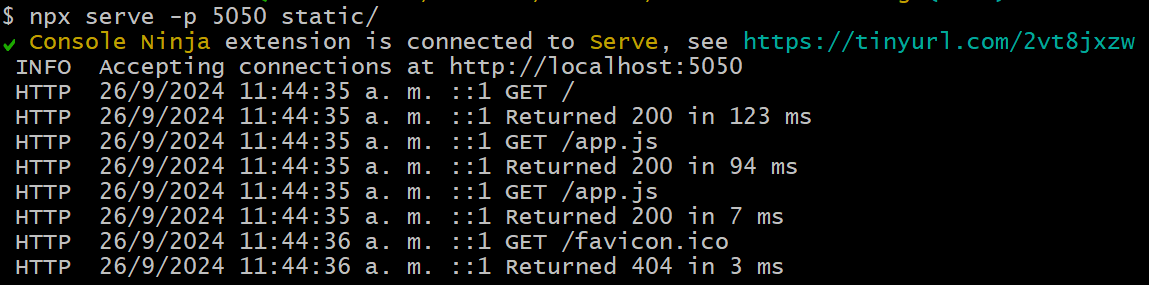 $ npx serve -p 5050 static/
✔ Console Ninja extension is connected to Serve, see https://tinyurl.com/2vt8jxzw
INFO  Accepting connections at http://localhost:5050
HTTP  26/9/2024 11:44:35 a. m. ::1 GET /
HTTP  26/9/2024 11:44:35 a. m. ::1 Returned 200 in 123 ms
HTTP  26/9/2024 11:44:35 a. m. ::1 GET /app.js
HTTP  26/9/2024 11:44:35 a. m. ::1 Returned 200 in 94 ms
HTTP  26/9/2024 11:44:35 a. m. ::1 GET /app.js
HTTP  26/9/2024 11:44:35 a. m. ::1 Returned 200 in 7 ms
HTTP  26/9/2024 11:44:36 a. m. ::1 GET /favicon.ico
HTTP  26/9/2024 11:44:36 a. m. ::1 Returned 404 in 3 ms